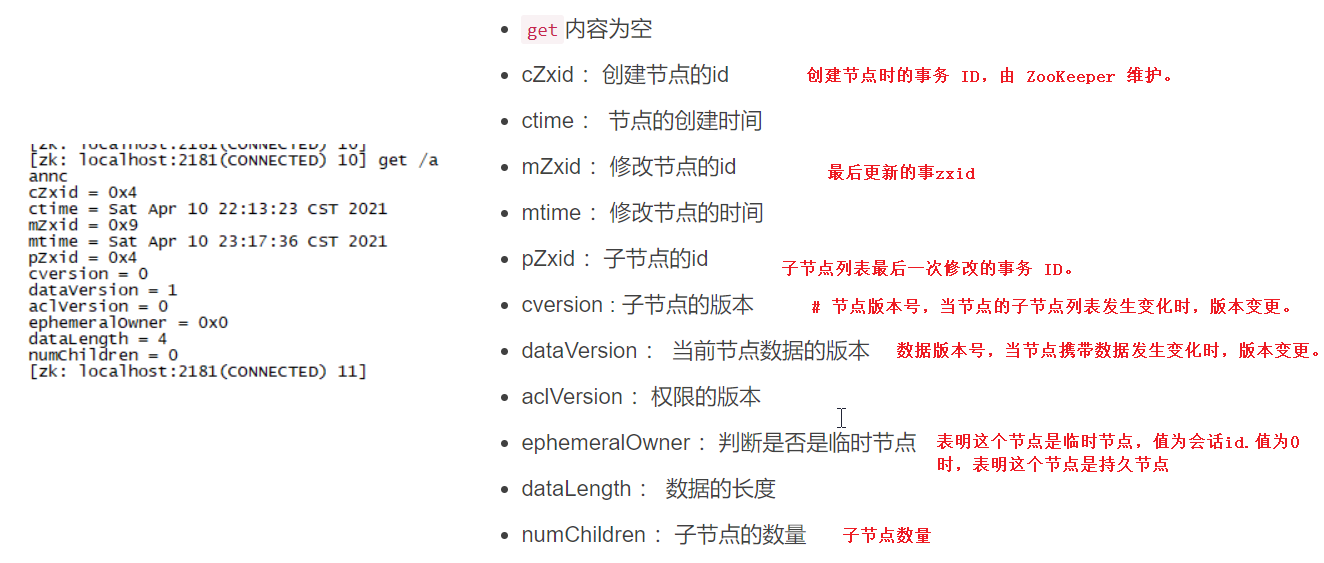 [zk: localhost:2181(CONNECTED) 10]
[zk: localhost:2181(CONNECTED) 10] get /a
annc
cZxid = 0x4
ctime = Sat Apr 10 22:13:23 CST 2021
mZxid = 0x9
mtime = Sat Apr 10 23:17:36 CST 2021
pZxid = 0x4
cversion = 0
dataVersion = 1
aclVersion = 0
ephemeralOwner = 0x0
dataLength = 4
numChildren = 0
[zk: localhost:2181(CONNECTED) 11]
• get内容为空
• cZxid： 创建节点的id 创建节点时的事务 ID，由 ZooKeeper 维护。
• ctime： 节点的创建时间
• mZxid： 修改节点的id 最后更新的事zxid
• mtime： 修改节点的时间
• pZxid： 子节点的id 子节点列表最后一次修改的事务 ID。
• cversion : 子节点的版本 # 节点版本号，当节点的子节点列表发生变化时，版本变更。
• dataVersion： 当前节点数据的版本 数据版本号，当节点携带数据发生变化时，版本变更。
• aclVersion： 权限的版本
• ephemeralOwner： 判断是否是临时节点 表明这个节点是临时节点，值为会话id.值为0
时，表明这个节点是持久节点
• dataLength： 数据的长度
• numChildren： 子节点的数量 子节点数量